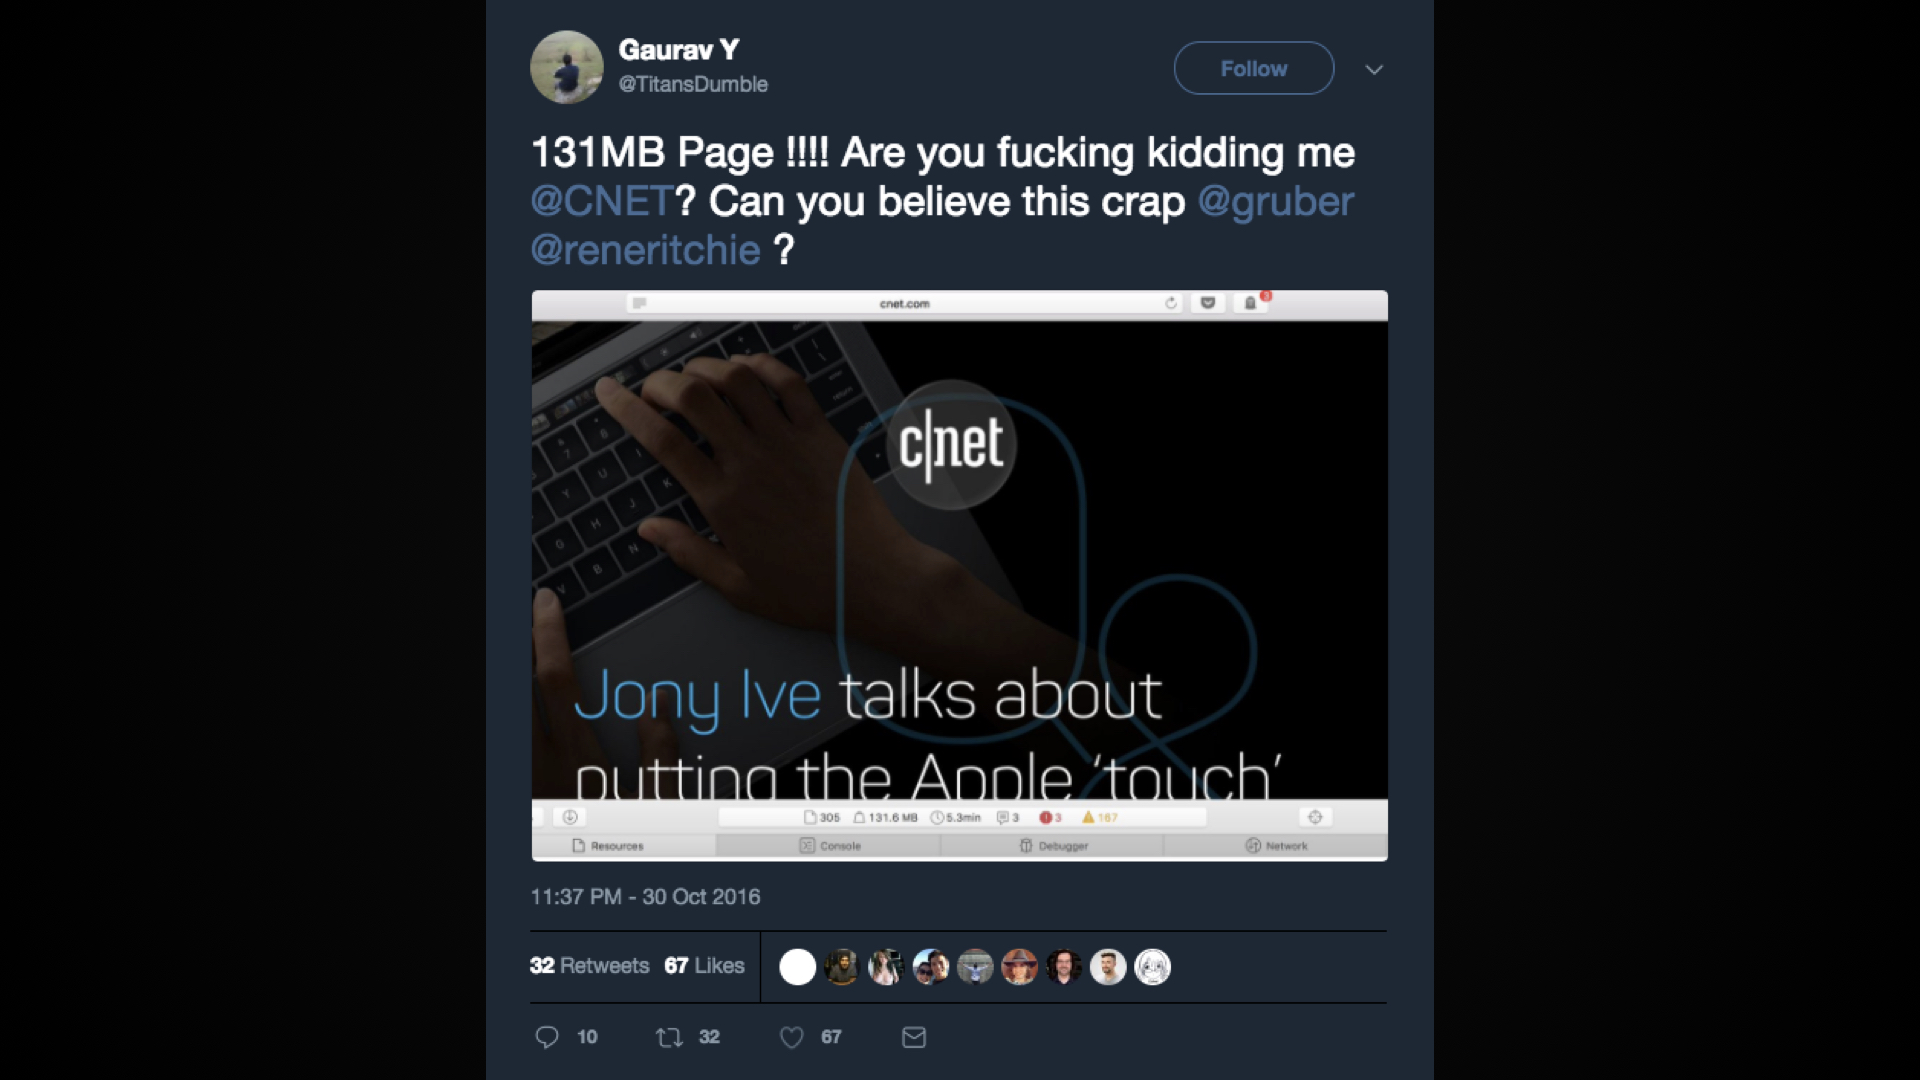 Gaurav Y
@TitansDumble
Follow
131MB Page !!!! Are you fucking kidding me
@CNET? Can you believe this crap @gruber
@reneritchie ?
cnet.com
3
c|net
Jony Ive talks about
putting the Apple ‘touch’
305 131.6 MB 5.3min 3 3 167
Resources Console Debugger Network
11:37 PM - 30 Oct 2016
32 Retweets 67 Likes
10 32 67